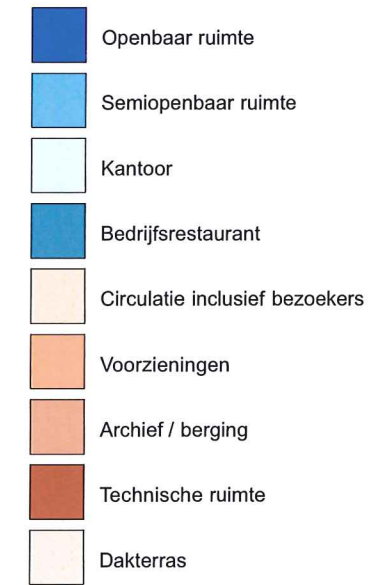 Openbaar ruimte
Semiopenbaar ruimte
Kantoor
Bedrijfsrestaurant
Circulatie inclusief bezoekers
Voorzieningen
Archief / berging
Technische ruimte
Dakterras